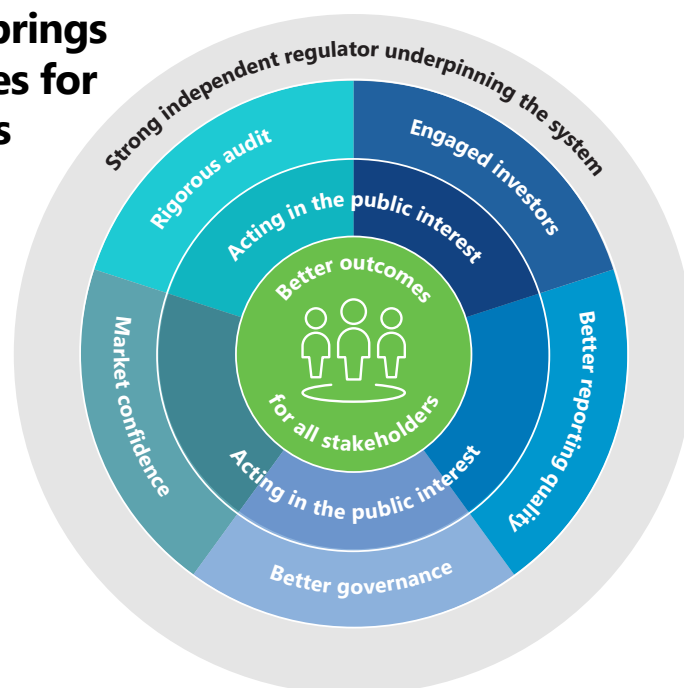 prings
es for
s
Strong independent regulator underpinning the system
Rigorous audit
Engaged investors
Acting in the public interest
Better outcomes
for all stakeholders
Market confidence
Better reporting quality
Acting in the public interest
Better governance